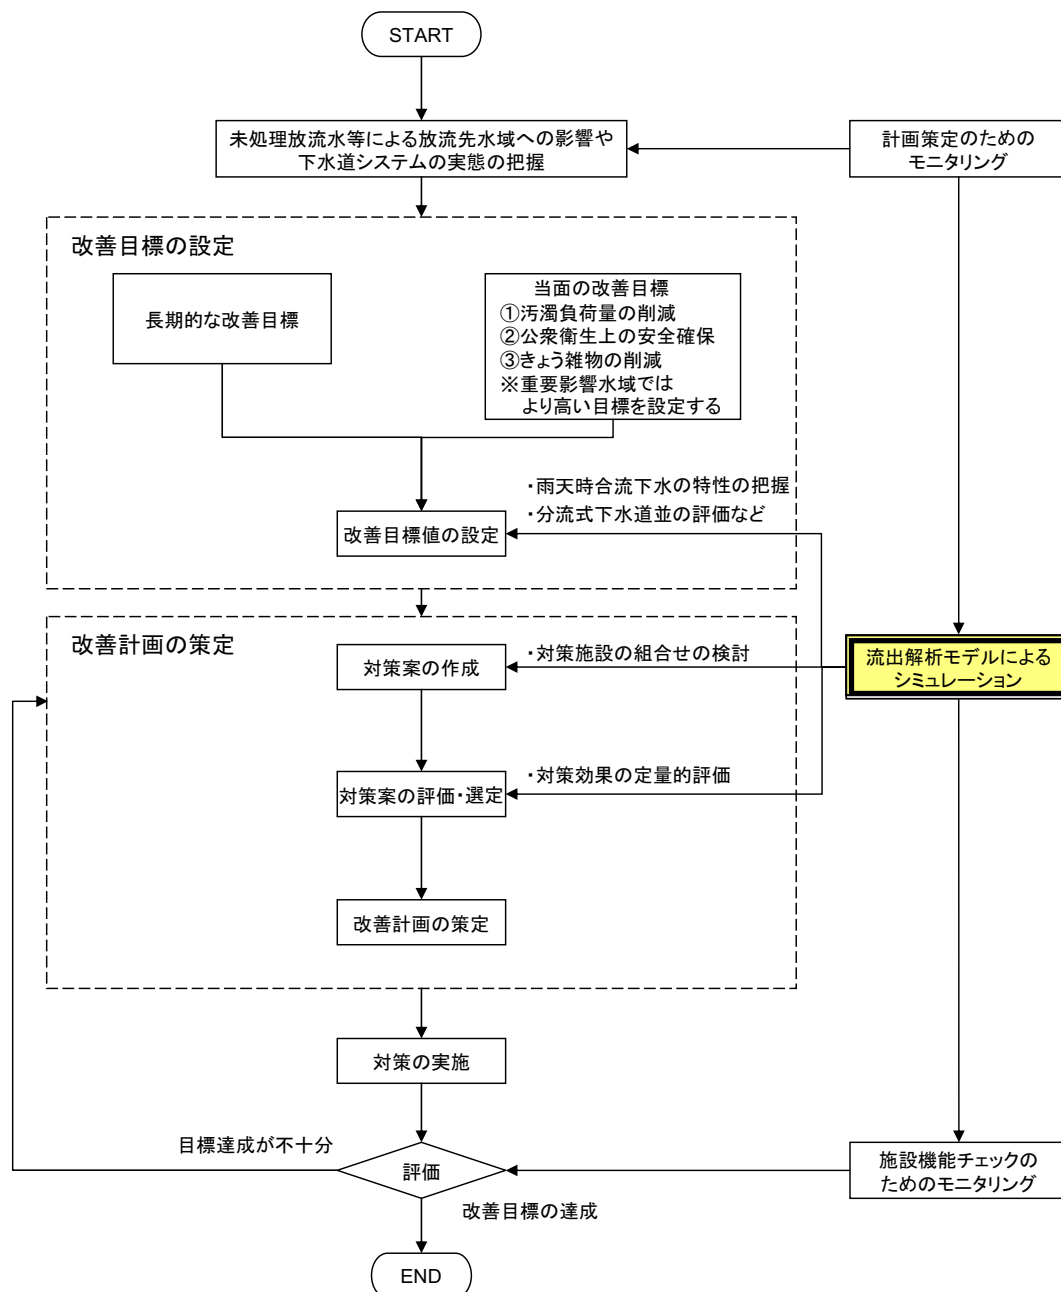 START
未処理放流水等による放流先水域への影響や
下水道システムの実態の把握
計画策定のための
モニタリング
改善目標の設定
長期的な改善目標
当面の改善目標
①汚濁負荷量の削減
②公衆衛生上の安全確保
③きょう雑物の削減
※重要影響水域では
より高い目標を設定する
・雨天時合流下水の特性の把握
・分流式下水道並の評価など
改善目標値の設定
改善計画の策定
対策案の作成
・対策施設の組合せの検討
流出解析モデルによる
シミュレーション
対策案の評価・選定
・対策効果の定量的評価
改善計画の策定
対策の実施
目標達成が不十分
評価
施設機能チェックの
ためのモニタリング
改善目標の達成
END